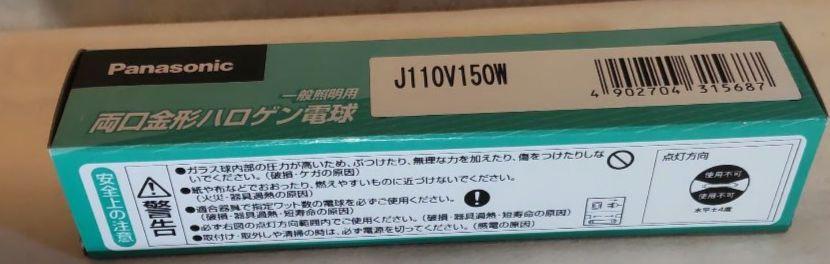 Panasonic
一般照明用
両口金形ハロゲン電球
J110V150W
4 902704 315687
安全上の注意
警告
●ガラス球内部の圧力が高いため、ぶつけたり、無理な力を加えたり、傷をつけたりしな
いでください。(破損・ケガの原因)
●紙や布などでおおったり、燃えやすいものに近づけないでください。
(火災・器具過熱の原因)
●適合器具で指定ワット数の電球を必ずご使用ください。
(破損・器具過熱・短寿命の原因)
●必ず右図の点灯方向範囲内でご使用ください。(破損・器具過熱・短寿命の原因)
●取付け・取外しや清掃の時は、必ず電源を切ってください。(感電の原因)
点灯方向
使用不可
使用不可
水平±4度